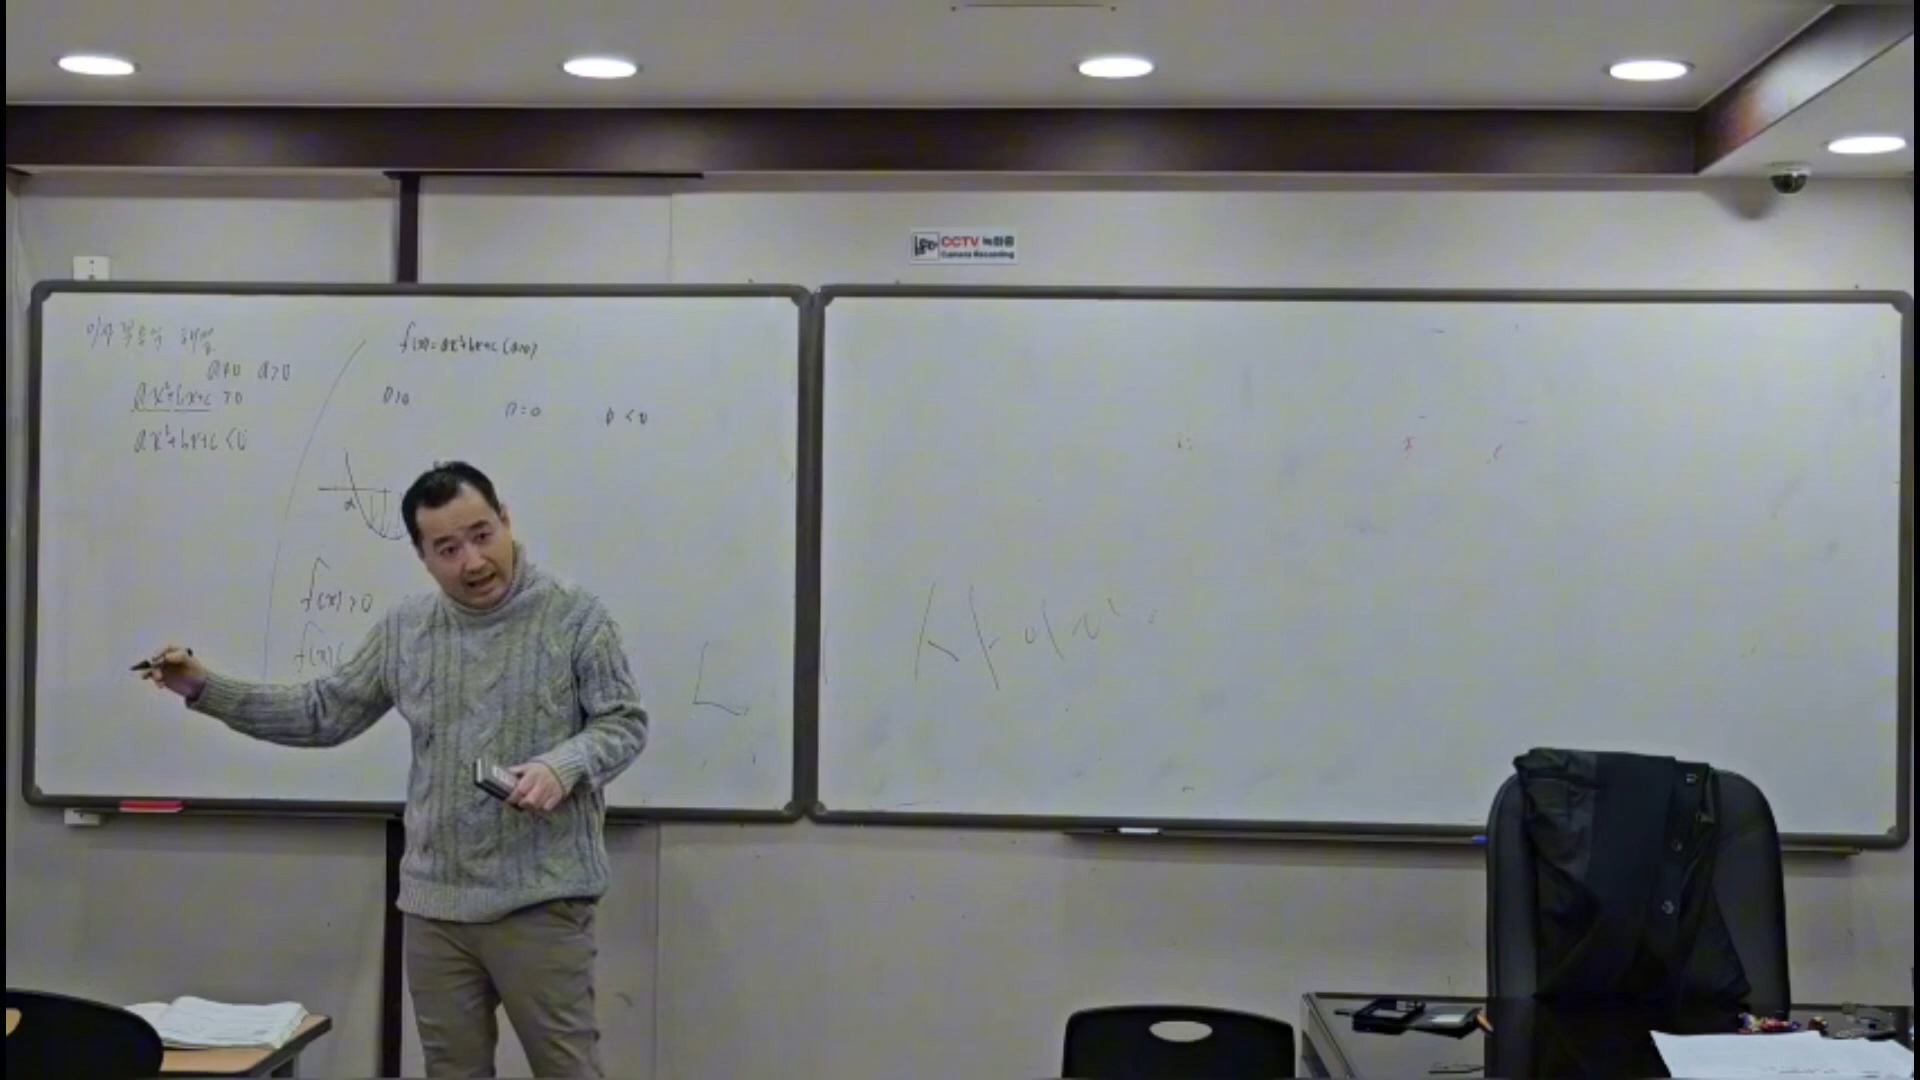 이차부등식 해법
a≠0 a>0
ax²+bx+c>0
ax²+bx+c<0
f(x)=ax²+bx+c (a>0)
D>0 D=0 D<0
α
f(x)>0
f(x)<
CCTV 녹화중
Camera Recording